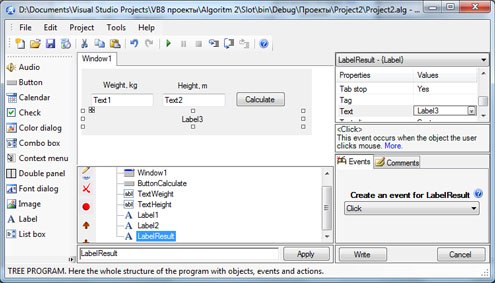 D:\Documents\Visual Studio Projects\VB8 проекты\Algoritm 2\Slot\bin\Debug\Проекты\Project2\Project2.alg - ...
File Edit Project Tools Help
Audio
Button
Calendar
Check
Color dialog
Combo box
Context menu
Double panel
Font dialog
Image
Label
List box
Window1
Weight, kg
Height, m
Text1
Text2
Calculate
Label3
Window1
ButtonCalculate
abl TextWeight
abl TextHeight
A Label1
A Label2
A LabelResult
LabelResult
Apply
LabelResult - {Label}
Properties Values
Tab stop Yes
Tag
Text Label3
<Click>
This event occurs when the object the user
clicks mouse. More.
Events Comments
Create an event for LabelResult
Click
Write
Cancel
TREE PROGRAM. Here the whole structure of the program with objects, events and actions.